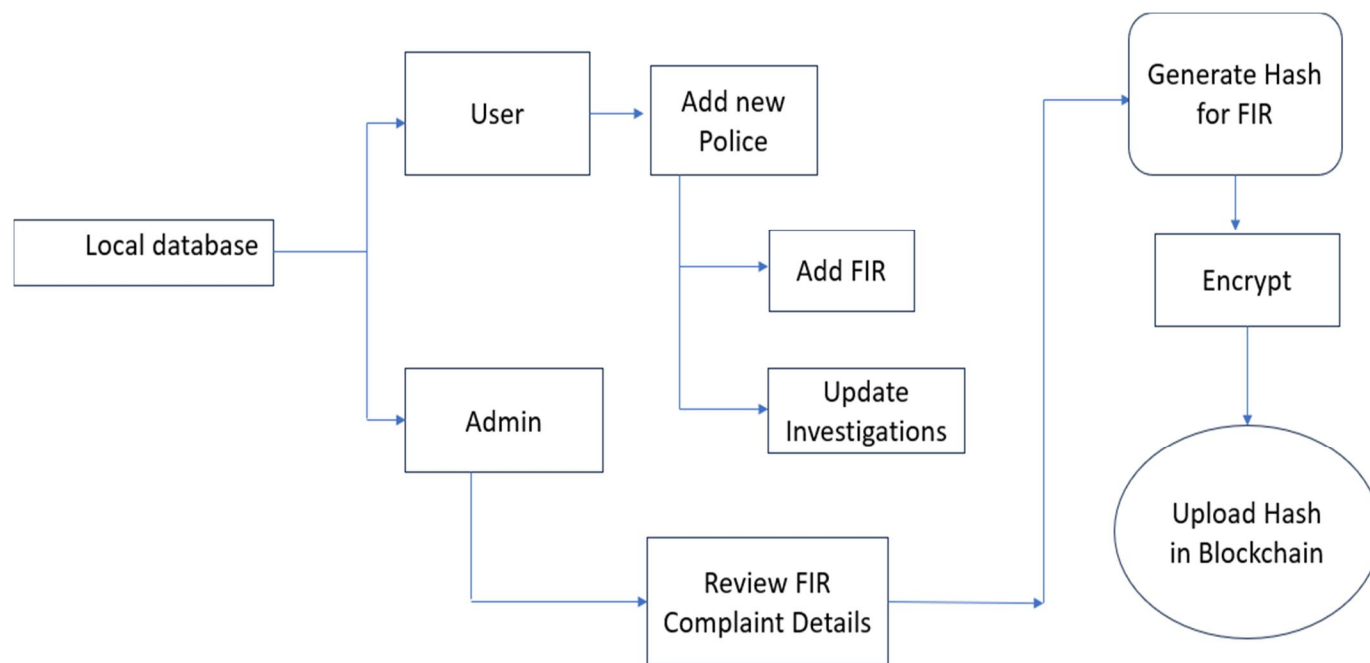 Local database
User
Add new
Police
Add FIR
Update
Investigations
Admin
Review FIR
Complaint Details
Generate Hash
for FIR
Encrypt
Upload Hash
in Blockchain